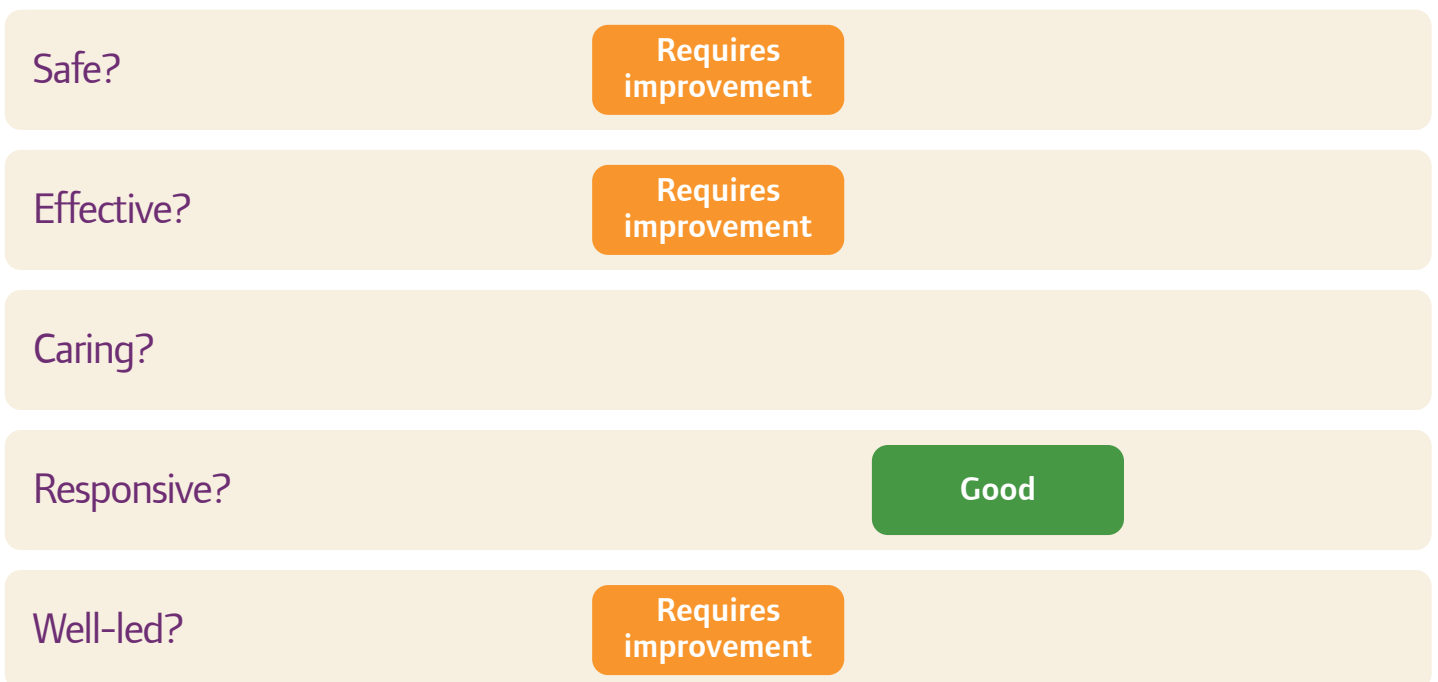 Safe?
Requires
improvement
Effective?
Requires
improvement
Caring?
Responsive?
Good
Well-led?
Requires
improvement